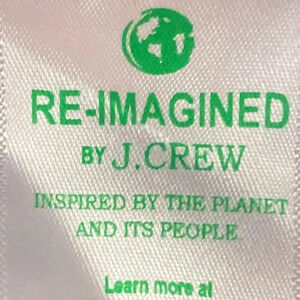 RE-IMAGINED
BY J.CREW
INSPIRED BY THE PLANET
AND ITS PEOPLE
Learn more at